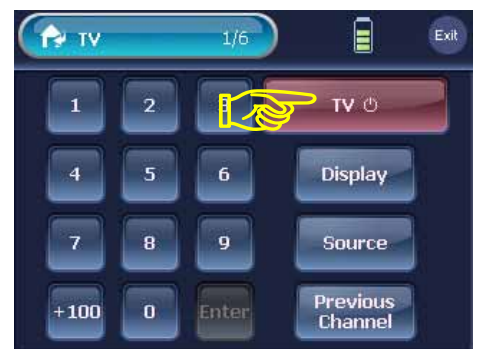 TV 1/6 Exit
1 2 TV
4 5 6 Display
7 8 9 Source
+100 0 Enter Previous
Channel